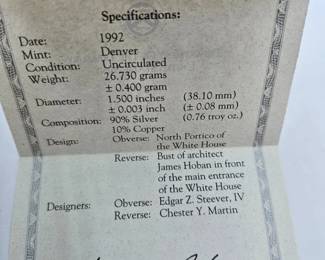 Specifications:
Date: 1992
Mint: Denver
Condition: Uncirculated
Weight: 26.730 grams
± 0.400 gram
Diameter: 1.500 inches (38.10 mm)
± 0.003 inch (± 0.08 mm)
Composition: 90% Silver (0.76 troy oz.)
10% Copper
Design: Obverse: North Portico of
the White House
Reverse: Bust of architect
James Hoban in front
of the main entrance
of the White House
Designers: Obverse: Edgar Z. Steever, IV
Reverse: Chester Y. Martin